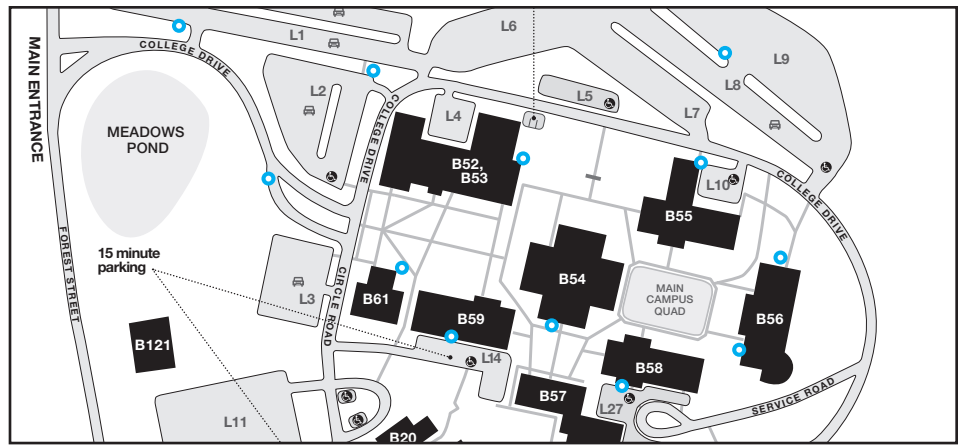 L6
L1
L9
COLLEGE DRIVE
L8
MAIN ENTRANCE
L2
L5
COLLEGE DRIVE
L4
L7
MEADOWS
POND
B52,
B53
L10
COLLEGE DRIVE
B55
FOREST STREET
15 minute
parking
B54
MAIN
CAMPUS
QUAD
CIRCLE ROAD
L3
B61
B59
B56
B121
L14
B58
B57
SERVICE ROAD
L27
L11
B20